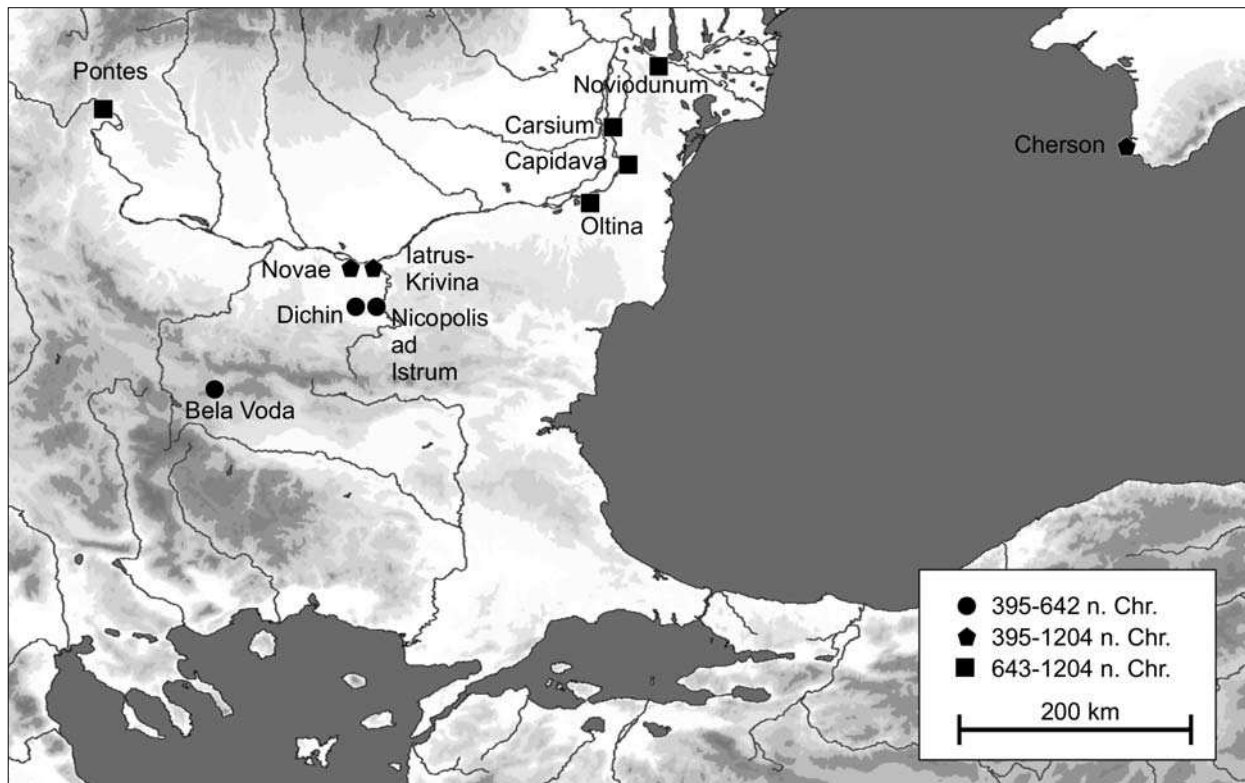 Pontes
Noviodunum
Carsium
Cherson
Capidava
Oltina
Novae
Iatrus-
Krivina
Dichin
Nicopolis
ad
Istrum
Bela Voda
395-642 n. Chr.
395-1204 n. Chr.
643-1204 n. Chr.
200 km